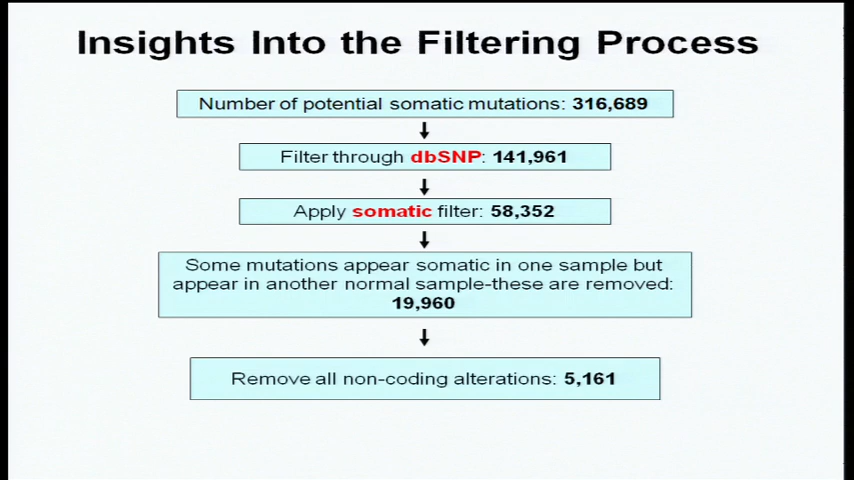 Insights Into the Filtering Process
Number of potential somatic mutations: 316,689
Filter through dbSNP: 141,961
Apply somatic filter: 58,352
Some mutations appear somatic in one sample but
appear in another normal sample-these are removed:
19,960
Remove all non-coding alterations: 5,161